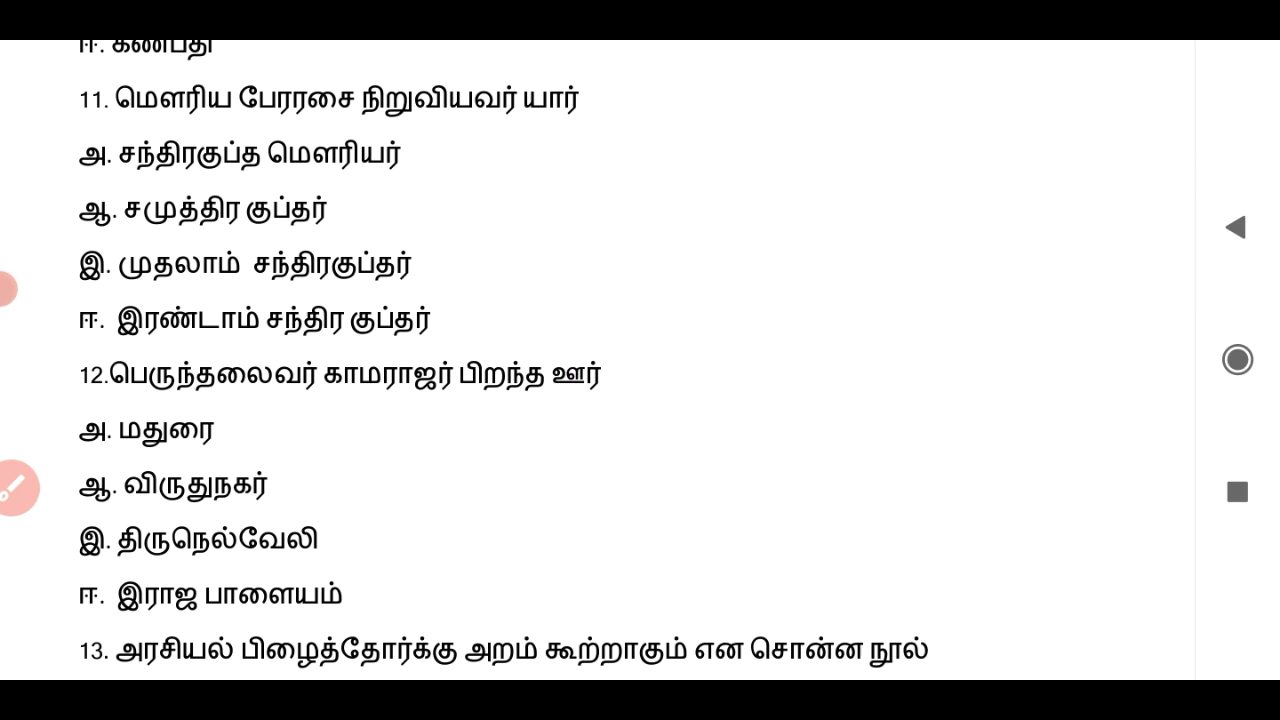 ஈ. கணபதி
11. மௌரிய பேரரசை நிறுவியவர் யார்
அ. சந்திரகுப்த மௌரியர்
ஆ. சமுத்திர குப்தர்
இ. முதலாம் சந்திரகுப்தர்
ஈ. இரண்டாம் சந்திர குப்தர்
12.பெருந்தலைவர் காமராஜர் பிறந்த ஊர்
அ. மதுரை
ஆ. விருதுநகர்
இ. திருநெல்வேலி
ஈ. இராஜ பாளையம்
13. அரசியல் பிழைத்தோர்க்கு அறம் கூற்றாகும் என சொன்ன நூல்